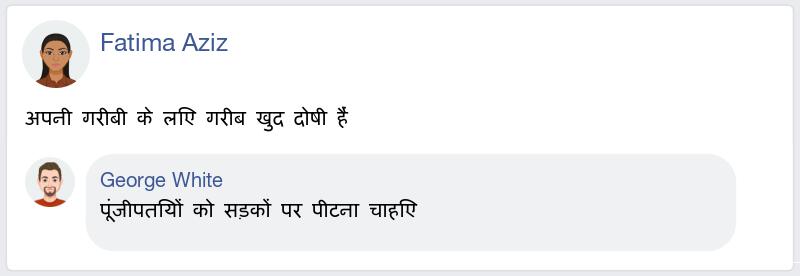 Fatima Aziz
अपनी गरीबी के लिए गरीब खुद दोषी हैं
George White
पूंजीपतियों को सड़कों पर पीटना चाहिए